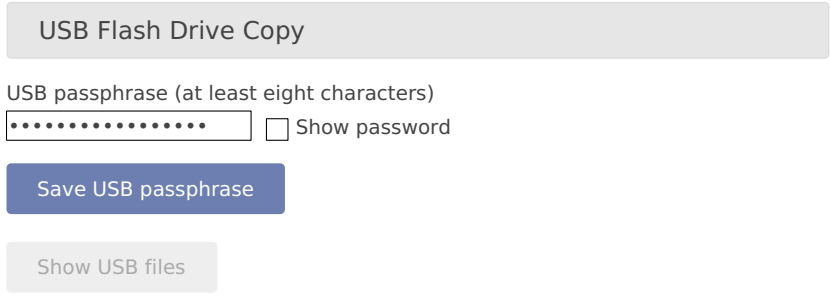 USB Flash Drive Copy
USB passphrase (at least eight characters)
••••••••••••••••• Show password
Save USB passphrase
Show USB files